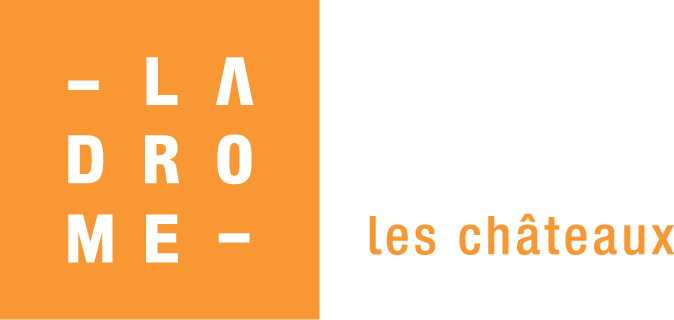 – L A
D R O
M E –
les châteaux